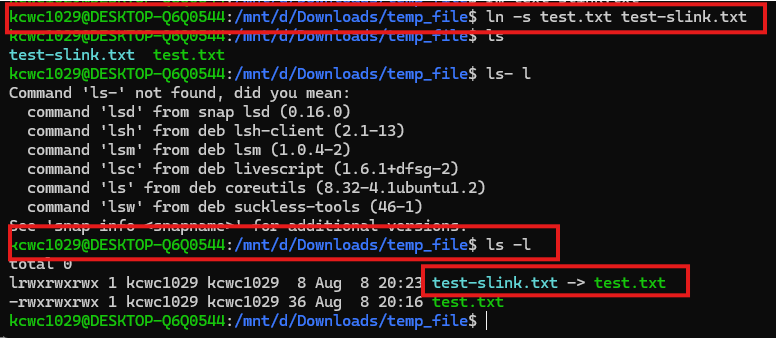 kcwc1029@DESKTOP-Q6Q0544:/mnt/d/Downloads/temp_file$ ln -s test.txt test-slink.txt
kcwc1029@DESKTOP-Q6Q0544:/mnt/d/Downloads/temp_file$ ls
test-slink.txt  test.txt
kcwc1029@DESKTOP-Q6Q0544:/mnt/d/Downloads/temp_file$ ls- l
Command 'ls-' not found, did you mean:
  command 'lsd' from snap lsd (0.16.0)
  command 'lsh' from deb lsh-client (2.1-13)
  command 'lsm' from deb lsm (1.0.4-2)
  command 'lsc' from deb livescript (1.6.1+dfsg-2)
  command 'ls' from deb coreutils (8.32-4.1ubuntu1.2)
  command 'lsw' from deb suckless-tools (46-1)
See 'snap info <snapname>' for additional versions.
kcwc1029@DESKTOP-Q6Q0544:/mnt/d/Downloads/temp_file$ ls -l
total 0
lrwxrwxrwx 1 kcwc1029 kcwc1029  8 Aug  8 20:23 test-slink.txt -> test.txt
-rwxrwxrwx 1 kcwc1029 kcwc1029 36 Aug  8 20:16 test.txt
kcwc1029@DESKTOP-Q6Q0544:/mnt/d/Downloads/temp_file$